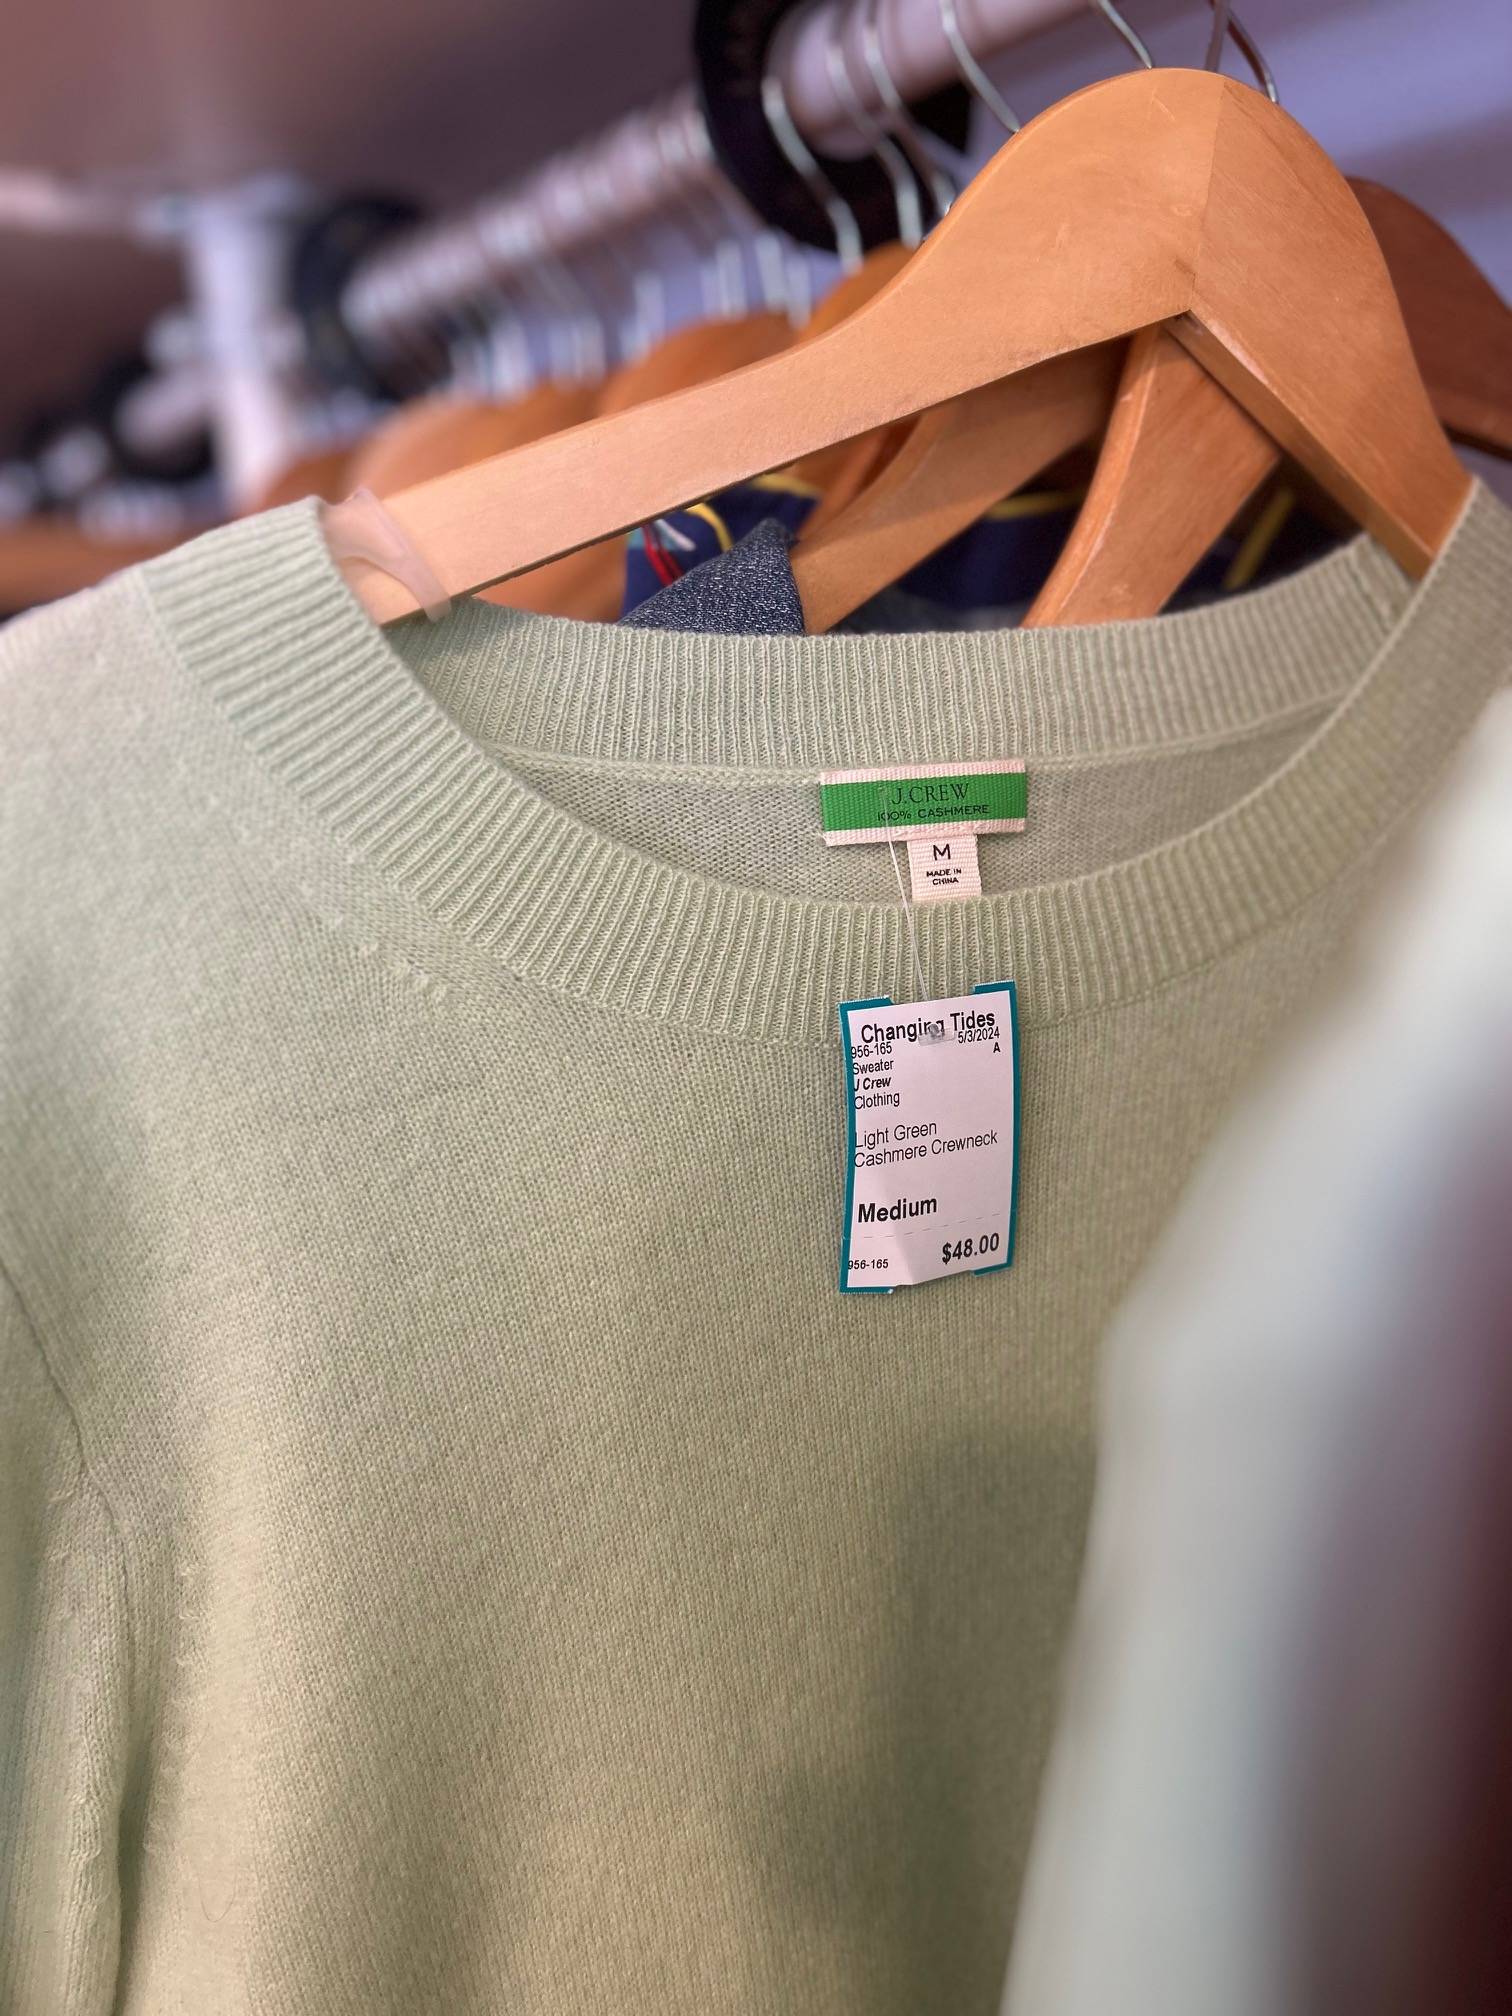 J.CREW
100% CASHMERE
M
MADE IN
CHINA
Changing Tides
956-165 5/3/2024
Sweater A
J Crew
Clothing
Light Green
Cashmere Crewneck
Medium
$48.00
956-165